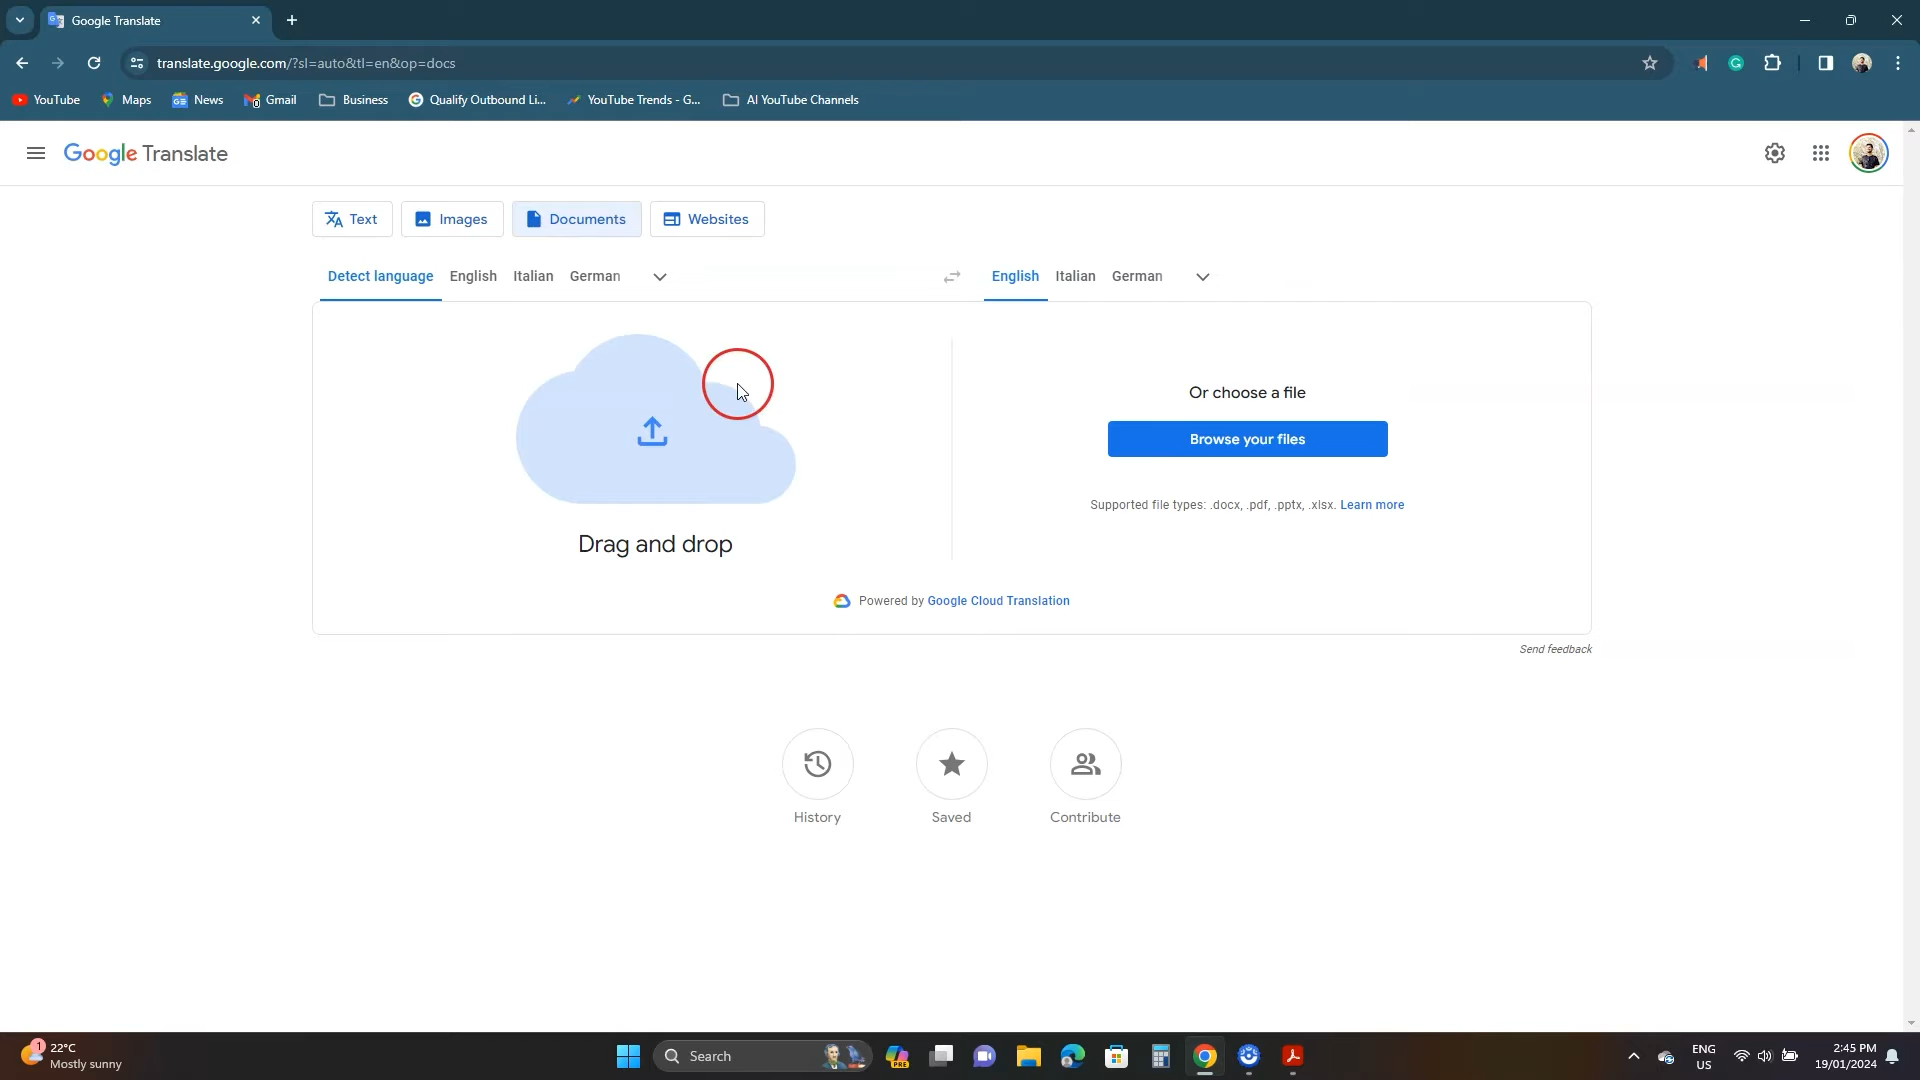 Google Translate
translate.google.com/?sl=auto&tl=en&op=docs
YouTube Maps News Gmail Business Qualify Outbound Li... YouTube Trends - G... AI YouTube Channels
Google Translate
Text Images Documents Websites
Detect language English Italian German English Italian German
Or choose a file
Browse your files
Supported file types: .docx, .pdf, .pptx, .xlsx. Learn more
Drag and drop
Powered by Google Cloud Translation
Send feedback
History Saved Contribute
1 22°C
Mostly sunny
Search
PRE
ENG
US
2:45 PM
19/01/2024